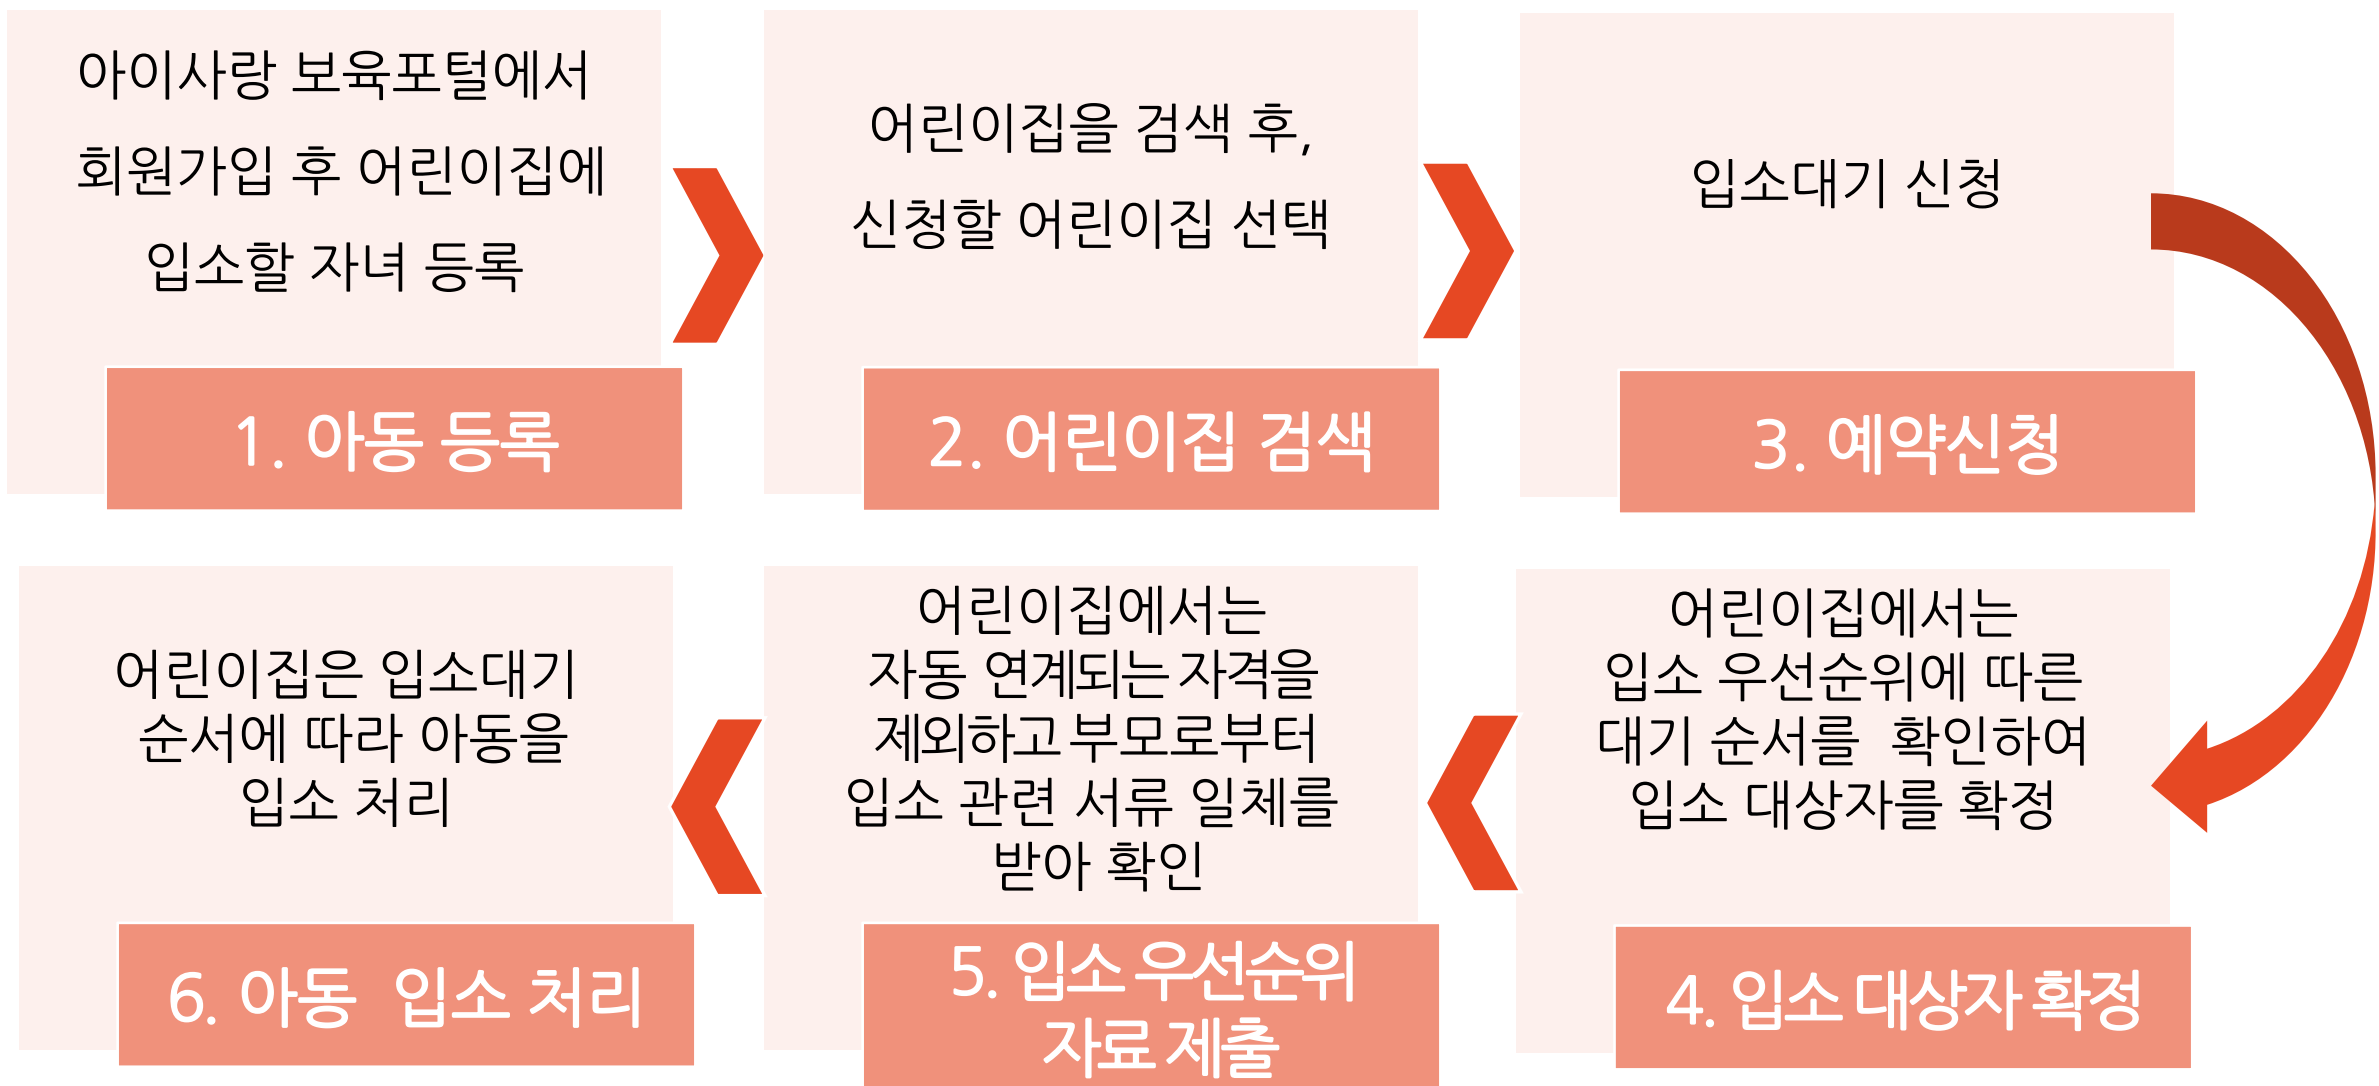 아이사랑 보육포털에서
회원가입 후 어린이집에
입소할 자녀 등록
1. 아동 등록
어린이집을 검색 후,
신청할 어린이집 선택
2. 어린이집 검색
입소대기 신청
3. 예약신청
어린이집에서는
입소 우선순위에 따른
대기 순서를 확인하여
입소 대상자를 확정
4. 입소 대상자 확정
어린이집에서는
자동 연계되는 자격을
제외하고 부모로부터
입소 관련 서류 일체를
받아 확인
5. 입소 우선순위
자료 제출
어린이집은 입소대기
순서에 따라 아동을
입소 처리
6. 아동 입소 처리